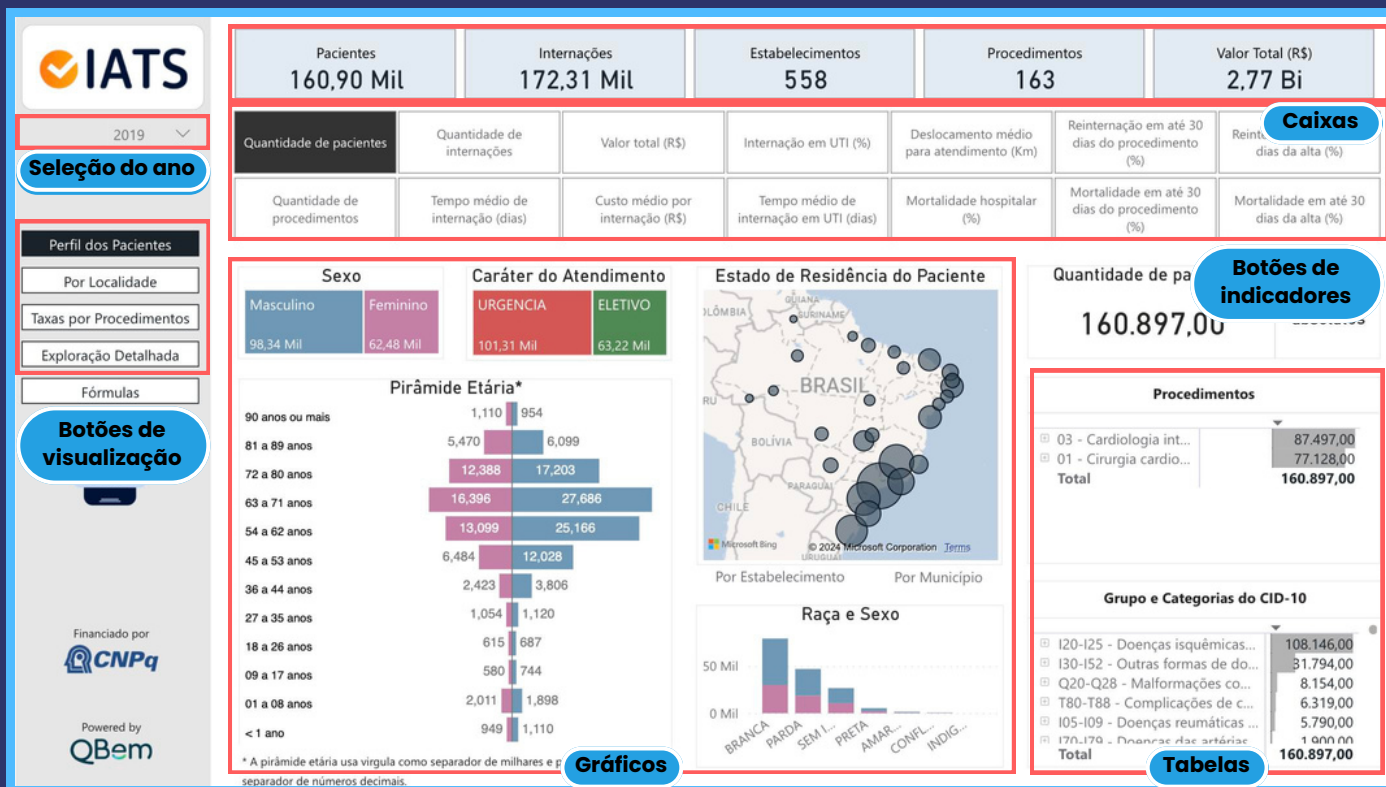 IATS
2019
Seleção do ano
Perfil dos Pacientes
Por Localidade
Taxas por Procedimentos
Exploração Detalhada
Fórmulas
Botões de
visualização
Financiado por
CNPq
Powered by
QBem
Pacientes
160,90 Mil
Internações
172,31 Mil
Estabelecimentos
558
Procedimentos
163
Valor Total (R$)
2,77 Bi
Caixas
Quantidade de pacientes
Quantidade de
internações
Valor total (R$)
Internação em UTI (%)
Deslocamento médio
para atendimento (Km)
Reinternação em até 30
dias do procedimento
(%)
dias da alta (%)
Quantidade de
procedimentos
Tempo médio de
internação (dias)
Custo médio por
internação (R$)
Tempo médio de
internação em UTI (dias)
Mortalidade hospitalar
(%)
Mortalidade em até 30
dias do procedimento
(%)
Mortalidade em até 30
dias da alta (%)
Botões de
indicadores
Sexo
Masculino
98,34 Mil
Feminino
62,48 Mil
Caráter do Atendimento
URGENCIA
101,31 Mil
ELETIVO
63,22 Mil
Pirâmide Etária*
90 anos ou mais 1,110 954
81 a 89 anos 5,470 6,099
72 a 80 anos 12,388 17,203
63 a 71 anos 16,396 27,686
54 a 62 anos 13,099 25,166
45 a 53 anos 6,484 12,028
36 a 44 anos 2,423 3,806
27 a 35 anos 1,054 1,120
18 a 26 anos 615 687
09 a 17 anos 580 744
01 a 08 anos 2,011 1,898
< 1 ano 949 1,110
* A pirâmide etária usa virgula como separador de milhares e
separador de números decimais.
Gráficos
Estado de Residência do Paciente
GUIANA
SURINAME
BRASIL
BOLÍVIA
PARAGUAI
CHILE
URUGUAI
Microsoft Bing
© 2024 Microsoft Corporation Terms
Por Estabelecimento
Por Município
Raça e Sexo
50 Mil
0 Mil
BRANCA
PARDA
SEM I...
PRETA
AMAR...
CONFL...
INDIG...
Quantidade de
160.897,00
Procedimentos
03 - Cardiologia int... 87.497,00
01 - Cirurgia cardio... 77.128,00
Total 160.897,00
Grupo e Categorias do CID-10
I20-I25 - Doenças isquêmicas... 108.146,00
I30-I52 - Outras formas de do... 31.794,00
Q20-Q28 - Malformações co... 8.154,00
T80-T88 - Complicações de c... 6.319,00
I05-I09 - Doenças reumáticas ... 5.790,00
I70-I79 - Doenças das artérias 1.900,00
Total 160.897,00
Tabelas